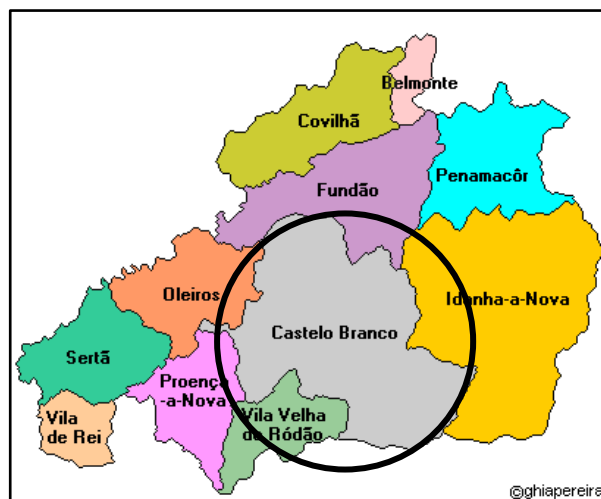 Belmonte
Covilhã
Penamacôr
Fundão
Oleiros
Idanha-a-Nova
Castelo Branco
Sertã
Proença
-a-Nova
Vila
de Rei
Vila Velha
de Ródão
©ghiapereira